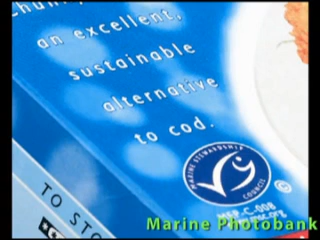 an excellent,
sustainable
alternative
to cod.
MARINE STEWARDSHIP
COUNCIL
TO STO
Marine Photobank